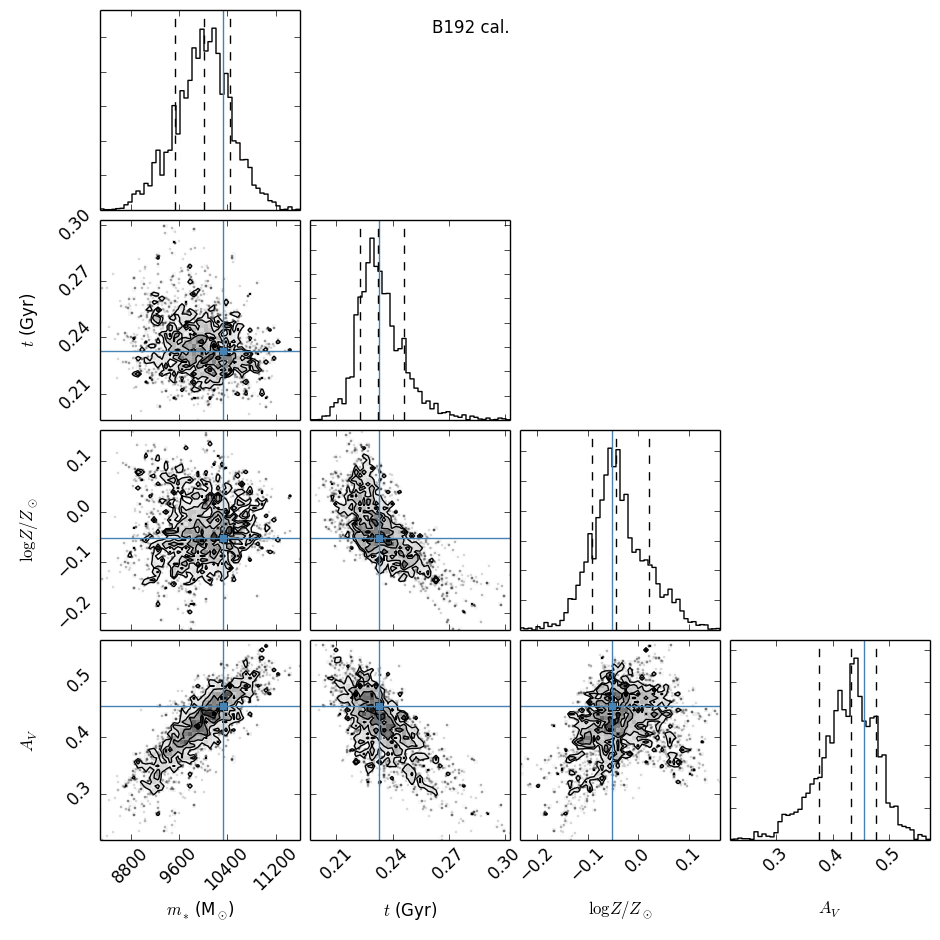 B192 cal.
t (Gyr)
0.30
0.27
0.24
0.21
log Z/Z⊙
0.1
0.0
−0.1
−0.2
A_V
0.5
0.4
0.3
8800 9600 10400 11200 0.21 0.24 0.27 0.30 −0.2 −0.1 0.0 0.1 0.3 0.4 0.5
m_* (M_⊙) t (Gyr) log Z/Z⊙ A_V